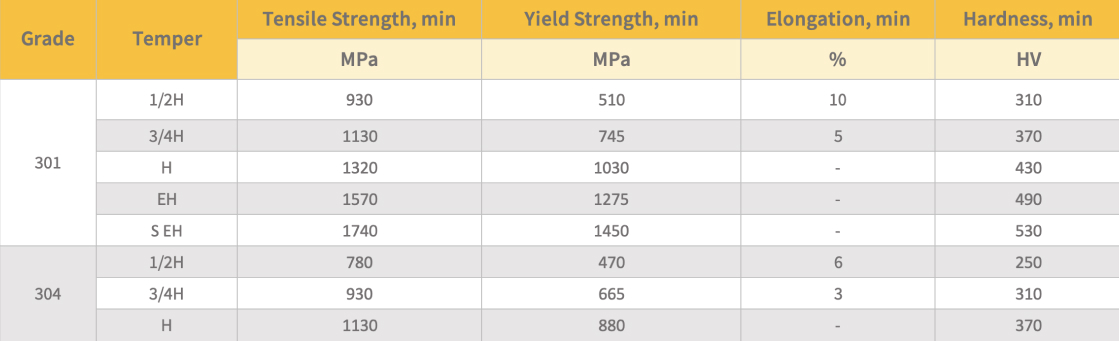 Grade Temper Tensile Strength, min Yield Strength, min Elongation, min Hardness, min
MPa MPa % HV
301 1/2H 930 510 10 310
3/4H 1130 745 5 370
H 1320 1030 - 430
EH 1570 1275 - 490
S EH 1740 1450 - 530
304 1/2H 780 470 6 250
3/4H 930 665 3 310
H 1130 880 - 370